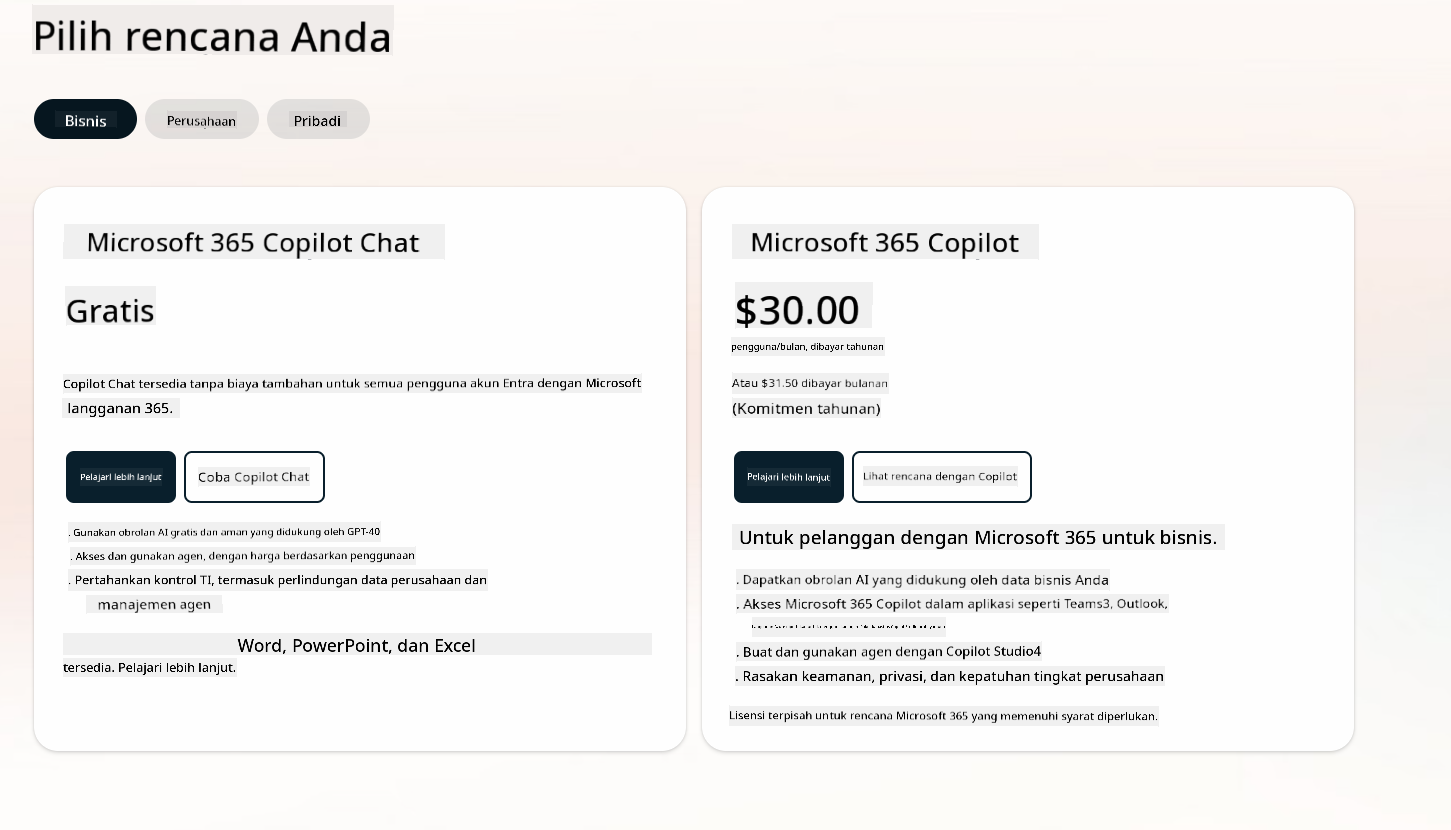 Pilih rencana Anda
Bisnis
Perusahaan
Pribadi
Microsoft 365 Copilot Chat
Gratis
Copilot Chat tersedia tanpa biaya tambahan untuk semua pengguna akun Entra dengan Microsoft
langganan 365.
Pelajari lebih lanjut
Coba Copilot Chat
. Gunakan obrolan AI gratis dan aman yang didukung oleh GPT-40
. Akses dan gunakan agen, dengan harga berdasarkan penggunaan
. Pertahankan kontrol TI, termasuk perlindungan data perusahaan dan
manajemen agen
Word, PowerPoint, dan Excel
tersedia. Pelajari lebih lanjut.
Microsoft 365 Copilot
$30.00
pengguna/bulan, dibayar tahunan
Atau $31.50 dibayar bulanan
(Komitmen tahunan)
Pelajari lebih lanjut
Lihat rencana dengan Copilot
Untuk pelanggan dengan Microsoft 365 untuk bisnis.
. Dapatkan obrolan AI yang didukung oleh data bisnis Anda
. Akses Microsoft 365 Copilot dalam aplikasi seperti Teams3, Outlook,
. Buat dan gunakan agen dengan Copilot Studio4
. Rasakan keamanan, privasi, dan kepatuhan tingkat perusahaan
Lisensi terpisah untuk rencana Microsoft 365 yang memenuhi syarat diperlukan.